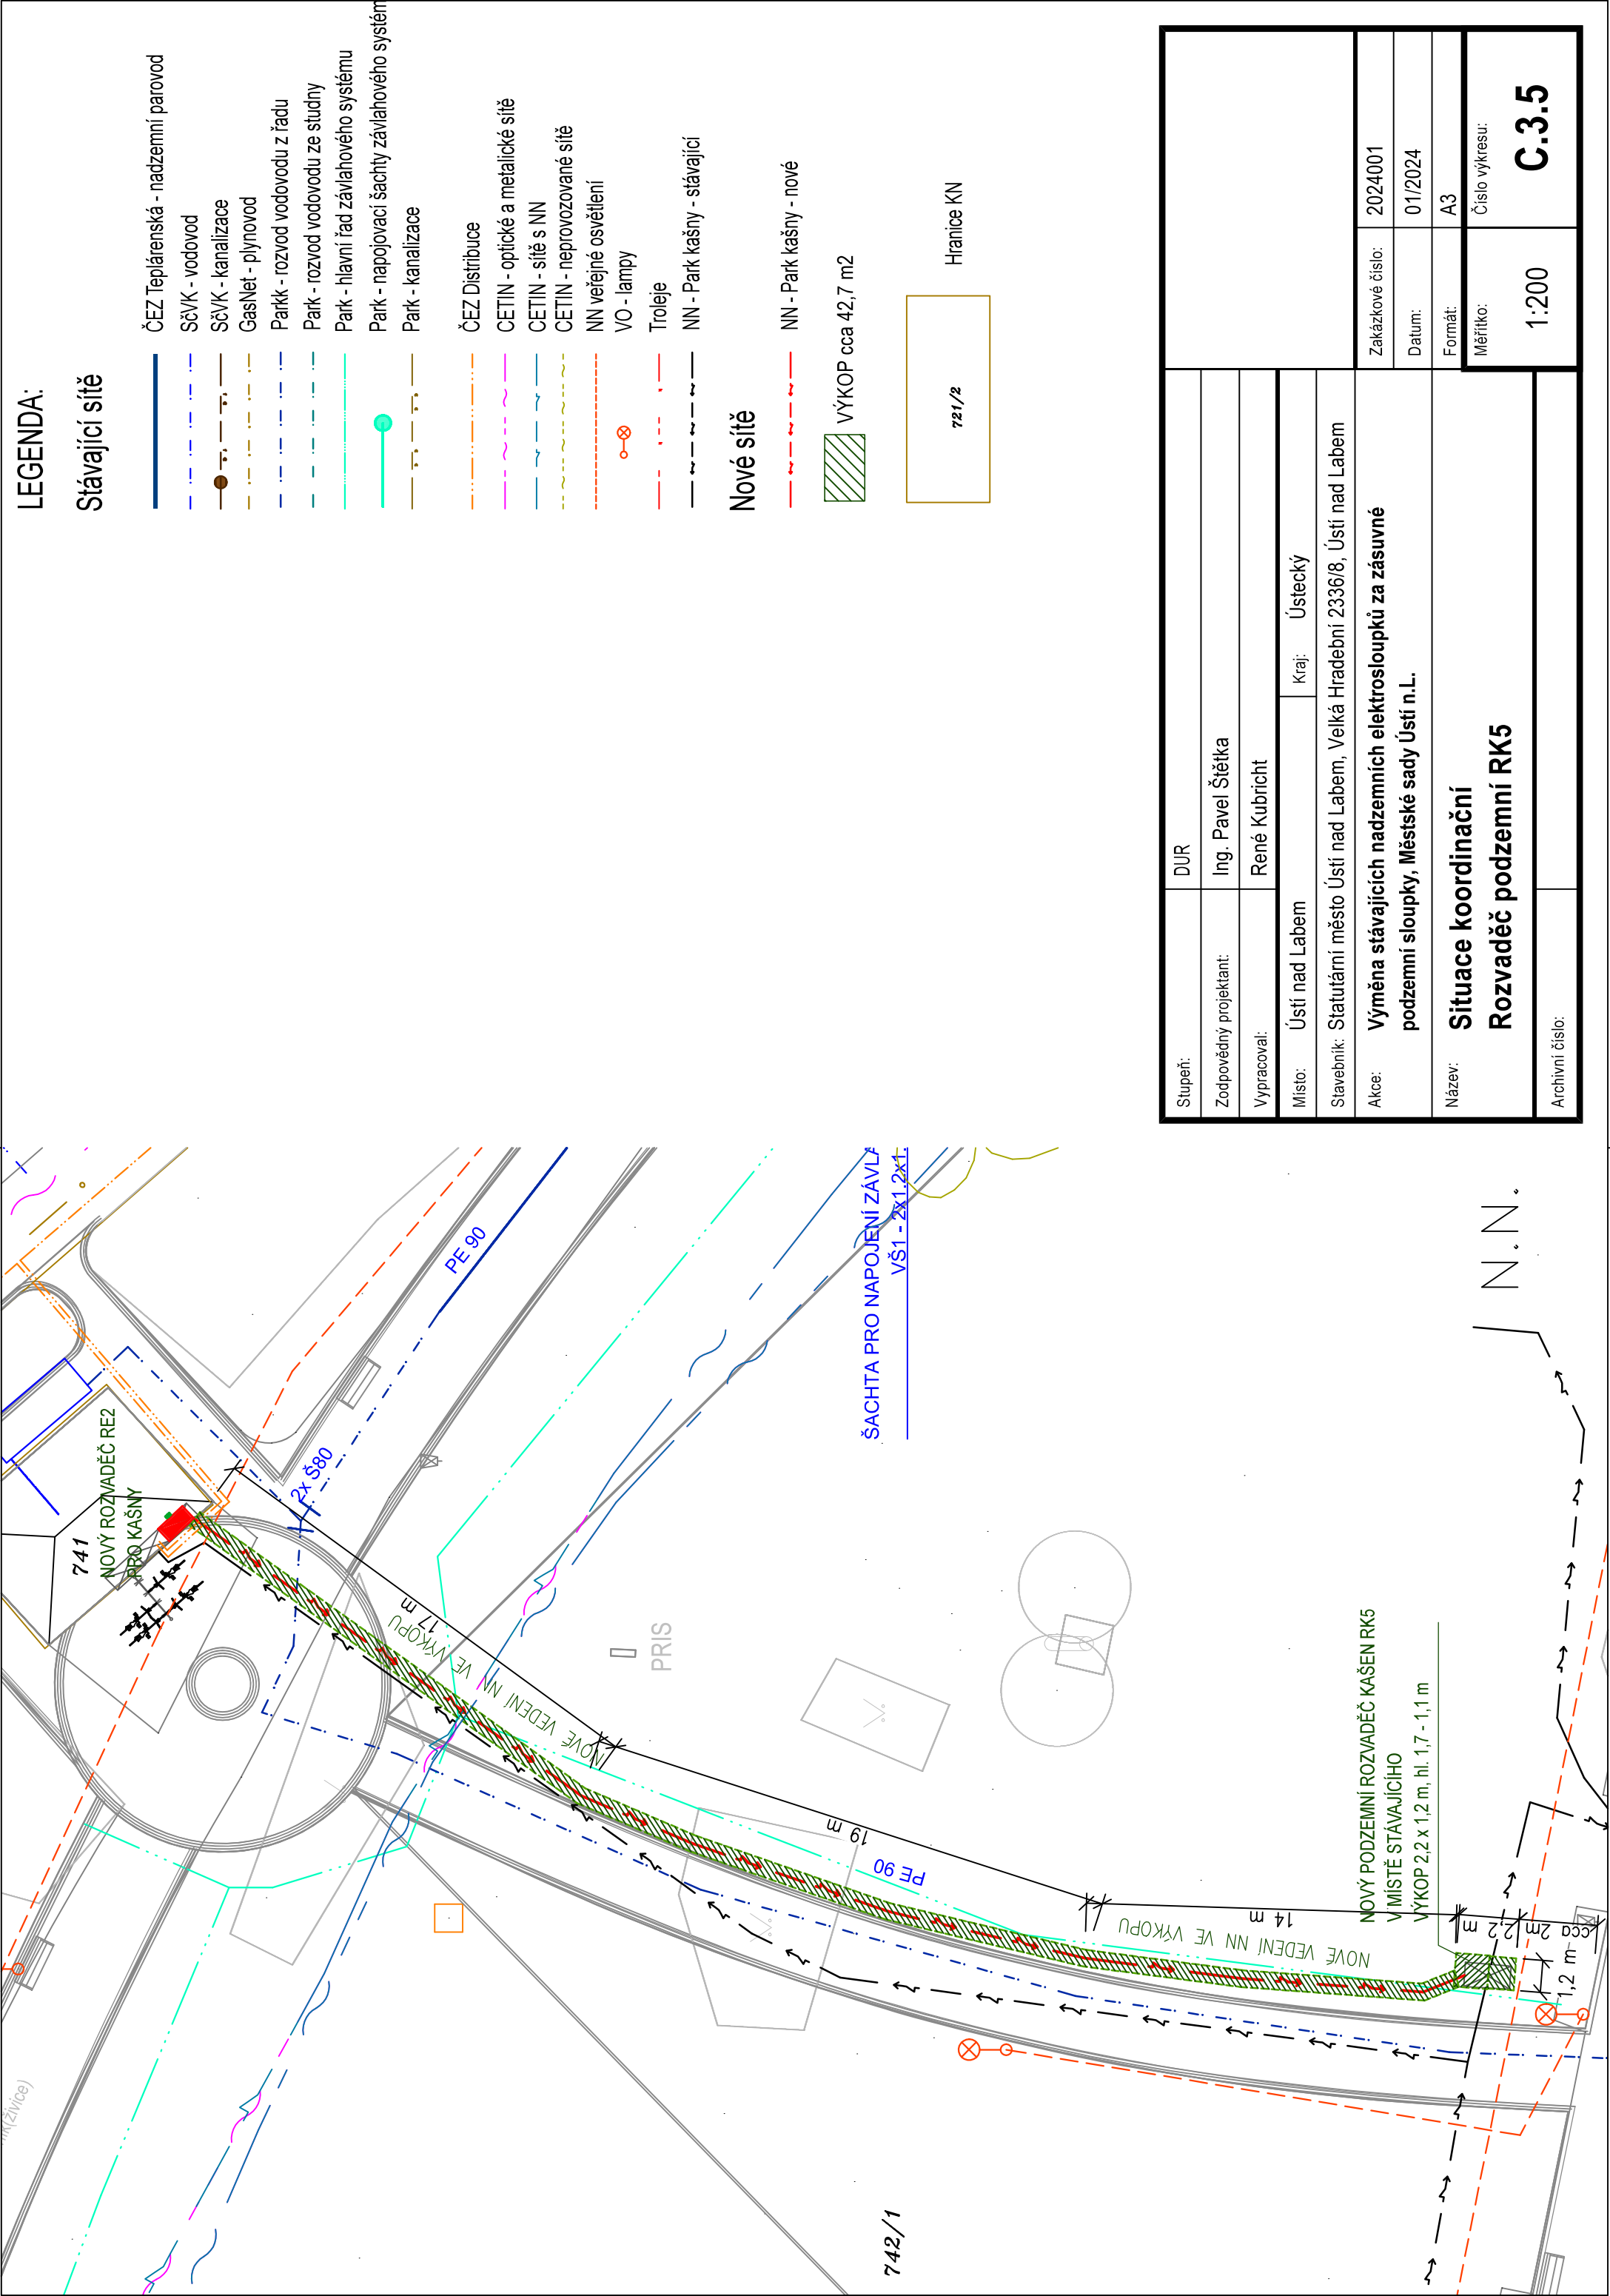 LEGENDA:
Stávající sítě
ČEZ Teplárenská - nadzemní parovod
SčVK - vodovod
SčVK - kanalizace
GasNet - plynovod
Parkk - rozvod vodovodu z řadu
Park - rozvod vodovodu ze studny
Park - hlavní řad závlahového systému
Park - napojovací šachty závlahového systém
Park - kanalizace
ČEZ Distribuce
CETIN - optické a metalické sítě
CETIN - sítě s NN
CETIN - neprovozované sítě
NN veřejné osvětlení
VO - lampy
Troleje
NN - Park kašny - stávající
Nové sítě
NN - Park kašny - nové
VÝKOP cca 42,7 m2
721/2
Hranice KN
Stupeň:
DUR
Zodpovědný projektant:
Ing. Pavel Štětka
Vypracoval:
René Kubricht
Místo:
Ústí nad Labem
Kraj:
Ústecký
Stavebník:
Statutární město Ústí nad Labem, Velká Hradební 2336/8, Ústí nad Labem
Akce:
Výměna stávajících nadzemních elektrosloupků za zásuvné
podzemní sloupky, Městské sady Ústí n.L.
Zakázkové číslo:
2024001
Datum:
01/2024
Formát:
A3
Název:
Situace koordinační
Rozvaděč podzemní RK5
Měřítko:
1:200
Číslo výkresu:
C.3.5
Archivní číslo:
741
NOVÝ ROZVADĚČ RE2
PRO KAŠNY
2x Š80
PE 90
ŠACHTA PRO NAPOJENÍ ZÁVLA
VŠ1 - 2x1.2x1.
N.N.
17 m
NOVÉ VEDENÍ NN VE VÝKOPU
PRIS
19 m
PE 90
14 m
NOVÉ VEDENÍ NN VE VÝKOPU
NOVÝ PODZEMNÍ ROZVADĚČ KAŠEN RK5
V MÍSTĚ STÁVAJÍCÍHO
VÝKOP 2,2 x 1,2 m, hl. 1,7 - 1,1 m
2,2 m
cca 2m
1,2 m
742/1
(živice)